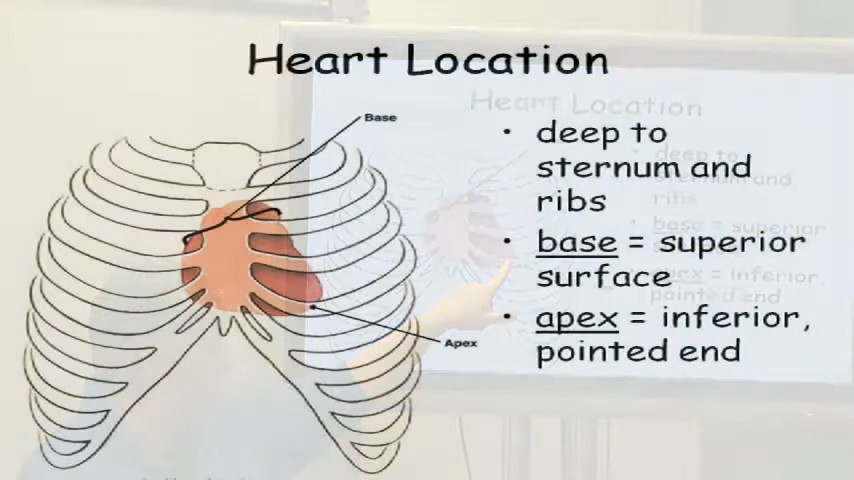 Heart Location
Base
Apex
• deep to
sternum and
ribs
• base = superior
surface
• apex = inferior,
pointed end
Heart Location
deep to
sternum and
ribs
base = superior
apex = inferior,
pointed end